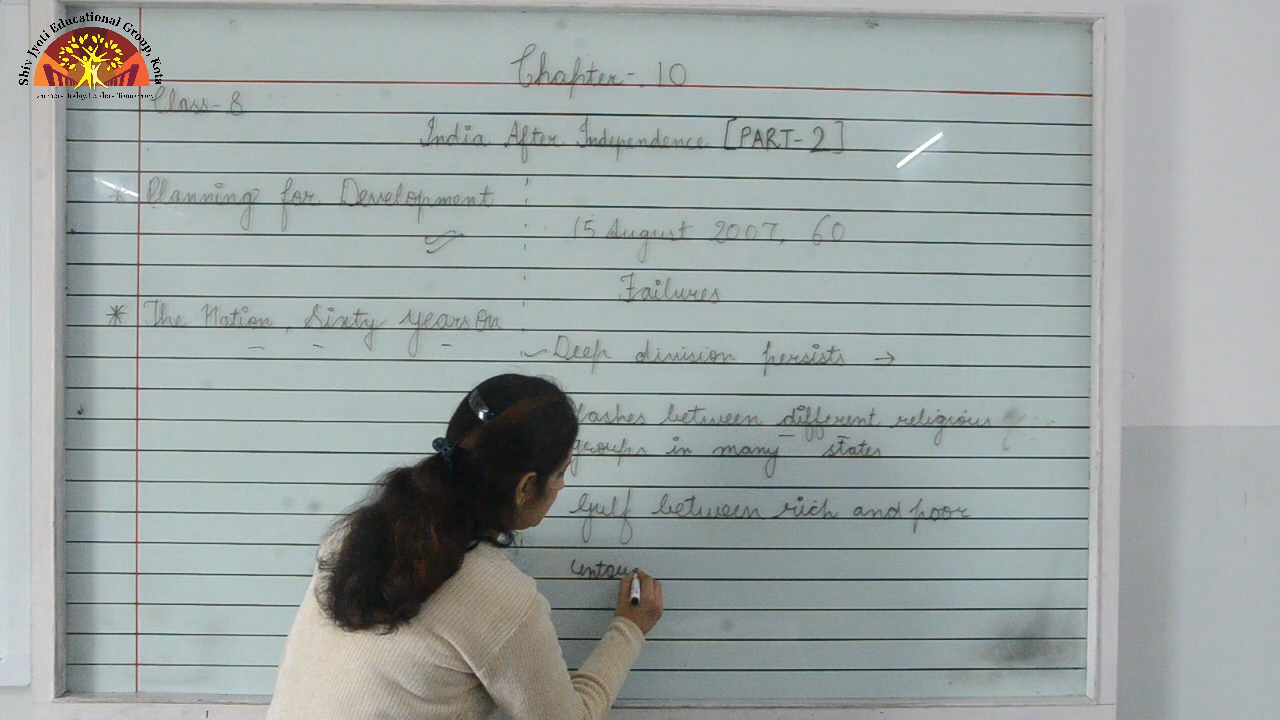 Shiv Jyoti Educational Group, Kota
Chapter-10
Class-8
India After Independence [PART-2]
* Planning for Development
15 August 2007, 60
Failures
* The Nation, Sixty years on
Deep division persists →
clashes between different religious
groups in many states
Gulf between rich and poor